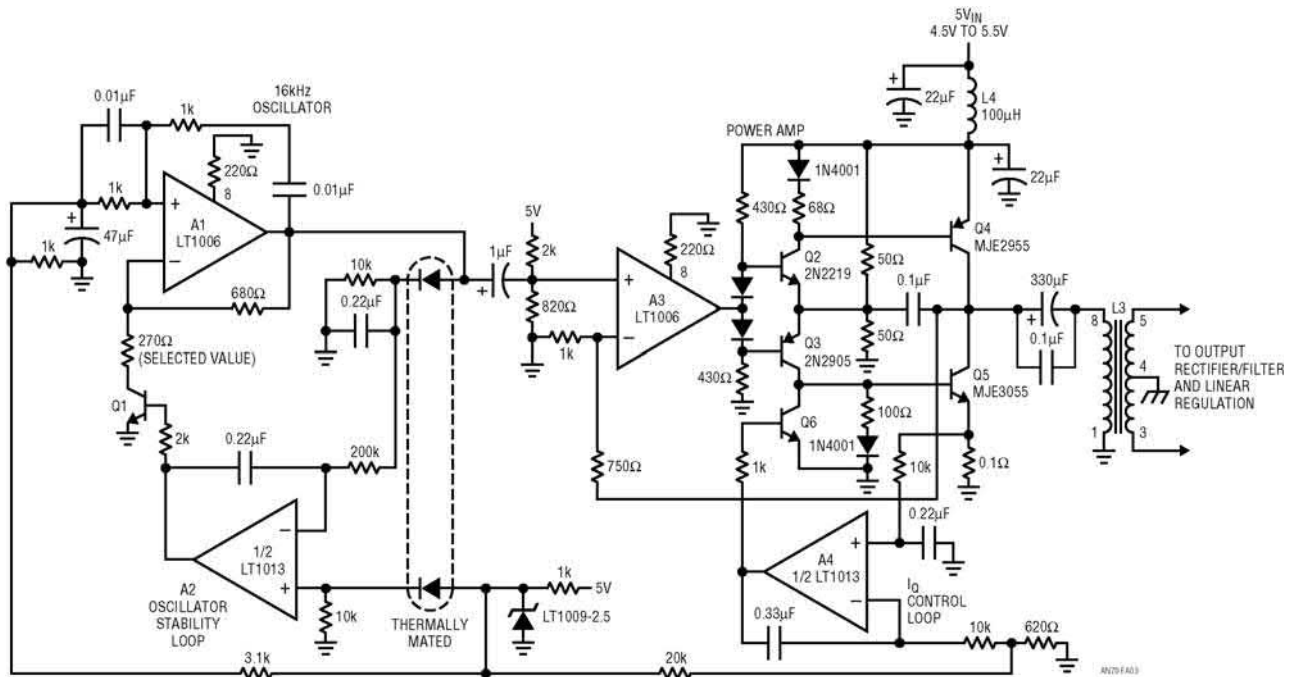 5VIN
4.5V TO 5.5V
+
22µF
L4
100µH
0.01µF
16kHz
OSCILLATOR
1k
220Ω
8
0.01µF
POWER AMP
1N4001
+
22µF
430Ω
68Ω
1k
+
A1
LT1006
–
+
47µF
1k
5V
2k
220Ω
8
Q4
MJE2955
Q2
2N2219
50Ω
1µF
+
10k
0.22µF
680Ω
820Ω
1k
+
A3
LT1006
–
0.1µF
330µF
+
0.1µF
L3
8
5
4
1
3
TO OUTPUT
RECTIFIER/FILTER
AND LINEAR
REGULATION
50Ω
Q3
2N2905
270Ω
(SELECTED VALUE)
430Ω
Q5
MJE3055
Q1
2k
Q6
100Ω
1N4001
0.22µF
200k
750Ω
1k
10k
0.1Ω
0.22µF
–
1/2
LT1013
+
A2
OSCILLATOR
STABILITY
LOOP
10k
THERMALLY
MATED
1k
5V
LT1009-2.5
A4
1/2 LT1013
+
–
IQ
CONTROL
LOOP
0.33µF
10k
620Ω
3.1k
20k
AN70 FA03